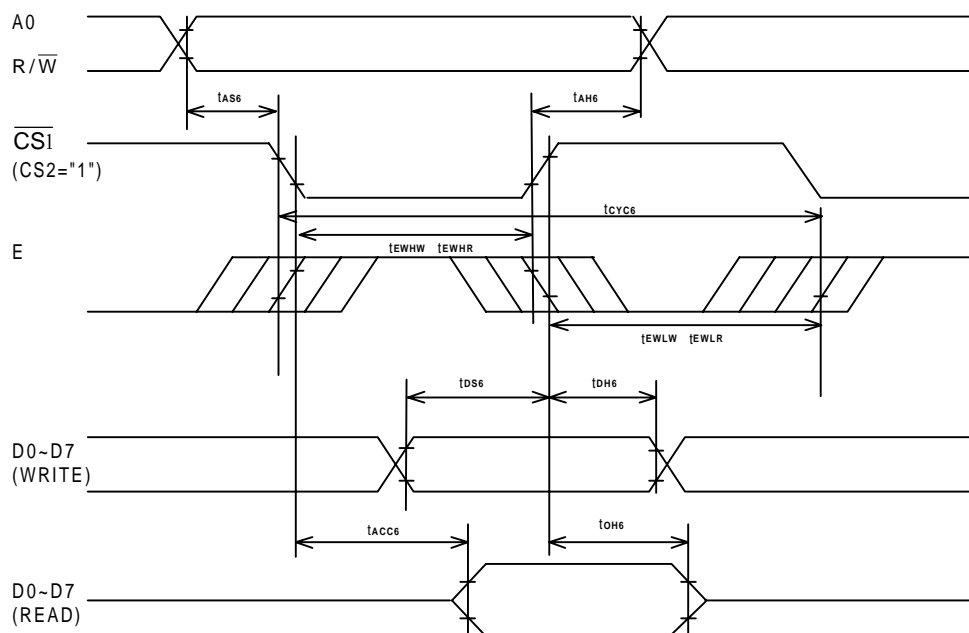 A0
R/W̅
tAS6
tAH6
C̅S̅1̅
(CS2="1")
tCYC6
E
tEWHW tEWHR
tEWLW tEWLR
tDS6
tDH6
D0~D7
(WRITE)
tACC6
tOH6
D0~D7
(READ)